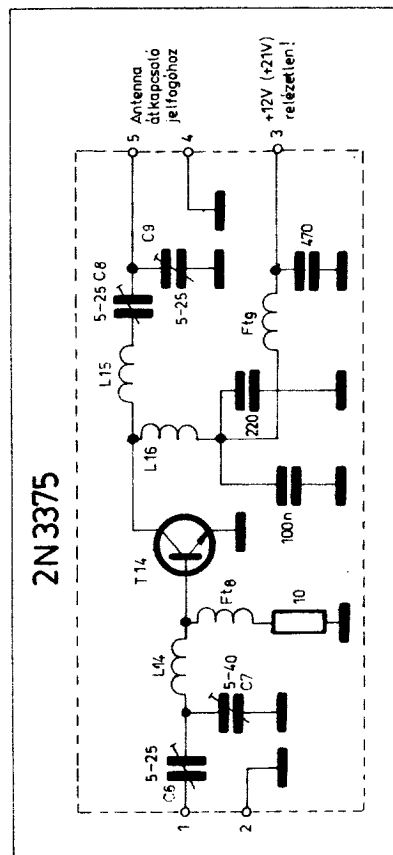 2N3375
Antenna
átkapcsoló
jelfogóhoz
+12V (+21V)
relézetlen!
5
4
3
5-25 C8
C9
5-25
L15
L16
Ft9
470
220
100n
T14
Ft8
10
L14
5-40
C7
5-25
C6
1
2